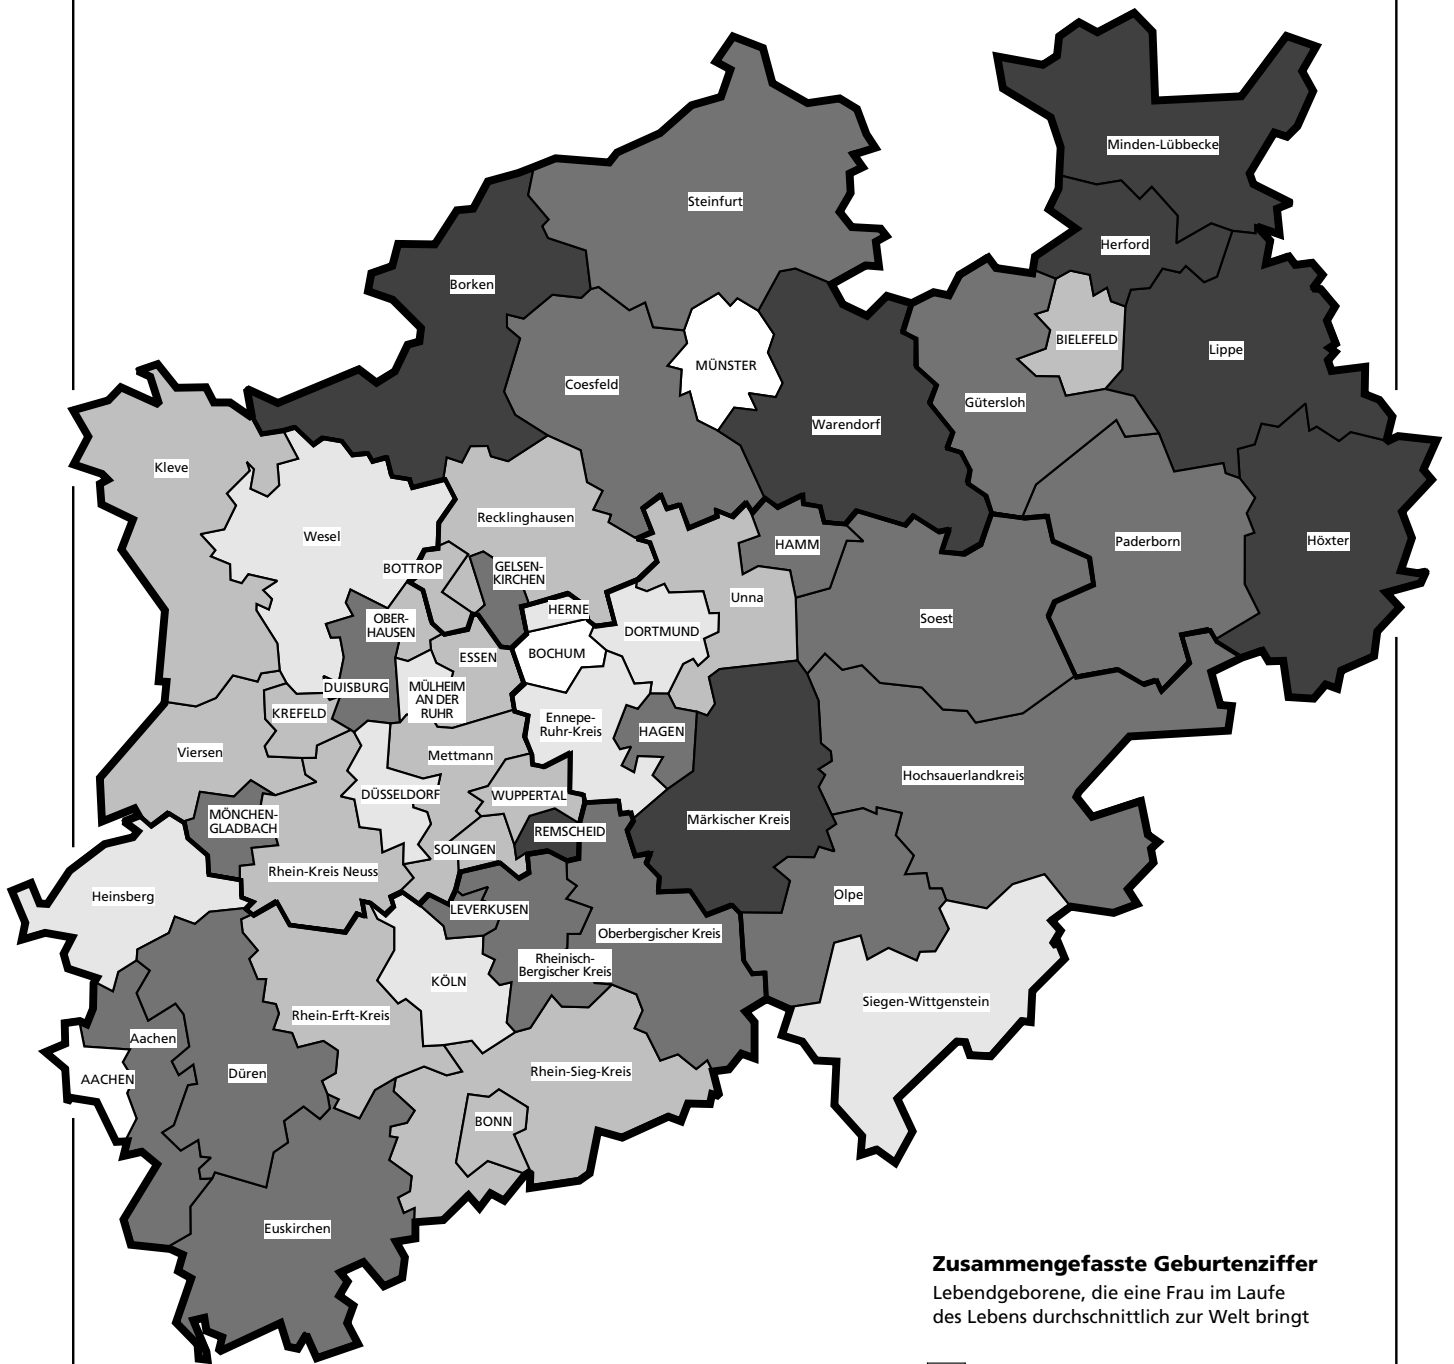 Minden-Lübbecke
Steinfurt
Herford
Borken
BIELEFELD
Lippe
MÜNSTER
Coesfeld
Gütersloh
Warendorf
Kleve
Recklinghausen
Wesel
HAMM
Paderborn
Höxter
BOTTROP
GELSEN-
KIRCHEN
Unna
HERNE
Soest
OBER-
HAUSEN
DORTMUND
BOCHUM
ESSEN
DUISBURG
MÜLHEIM
AN DER
RUHR
KREFELD
Ennepe-
Ruhr-Kreis
HAGEN
Viersen
Mettmann
Hochsauerlandkreis
DÜSSELDORF
WUPPERTAL
MÖNCHEN-
GLADBACH
Märkischer Kreis
REMSCHEID
SOLINGEN
Rhein-Kreis Neuss
Heinsberg
Olpe
LEVERKUSEN
Oberbergischer Kreis
Rheinisch-
Bergischer Kreis
KÖLN
Siegen-Wittgenstein
Rhein-Erft-Kreis
Aachen
Düren
Rhein-Sieg-Kreis
AACHEN
BONN
Euskirchen
Zusammengefasste Geburtenziffer
Lebendgeborene, die eine Frau im Laufe
des Lebens durchschnittlich zur Welt bringt